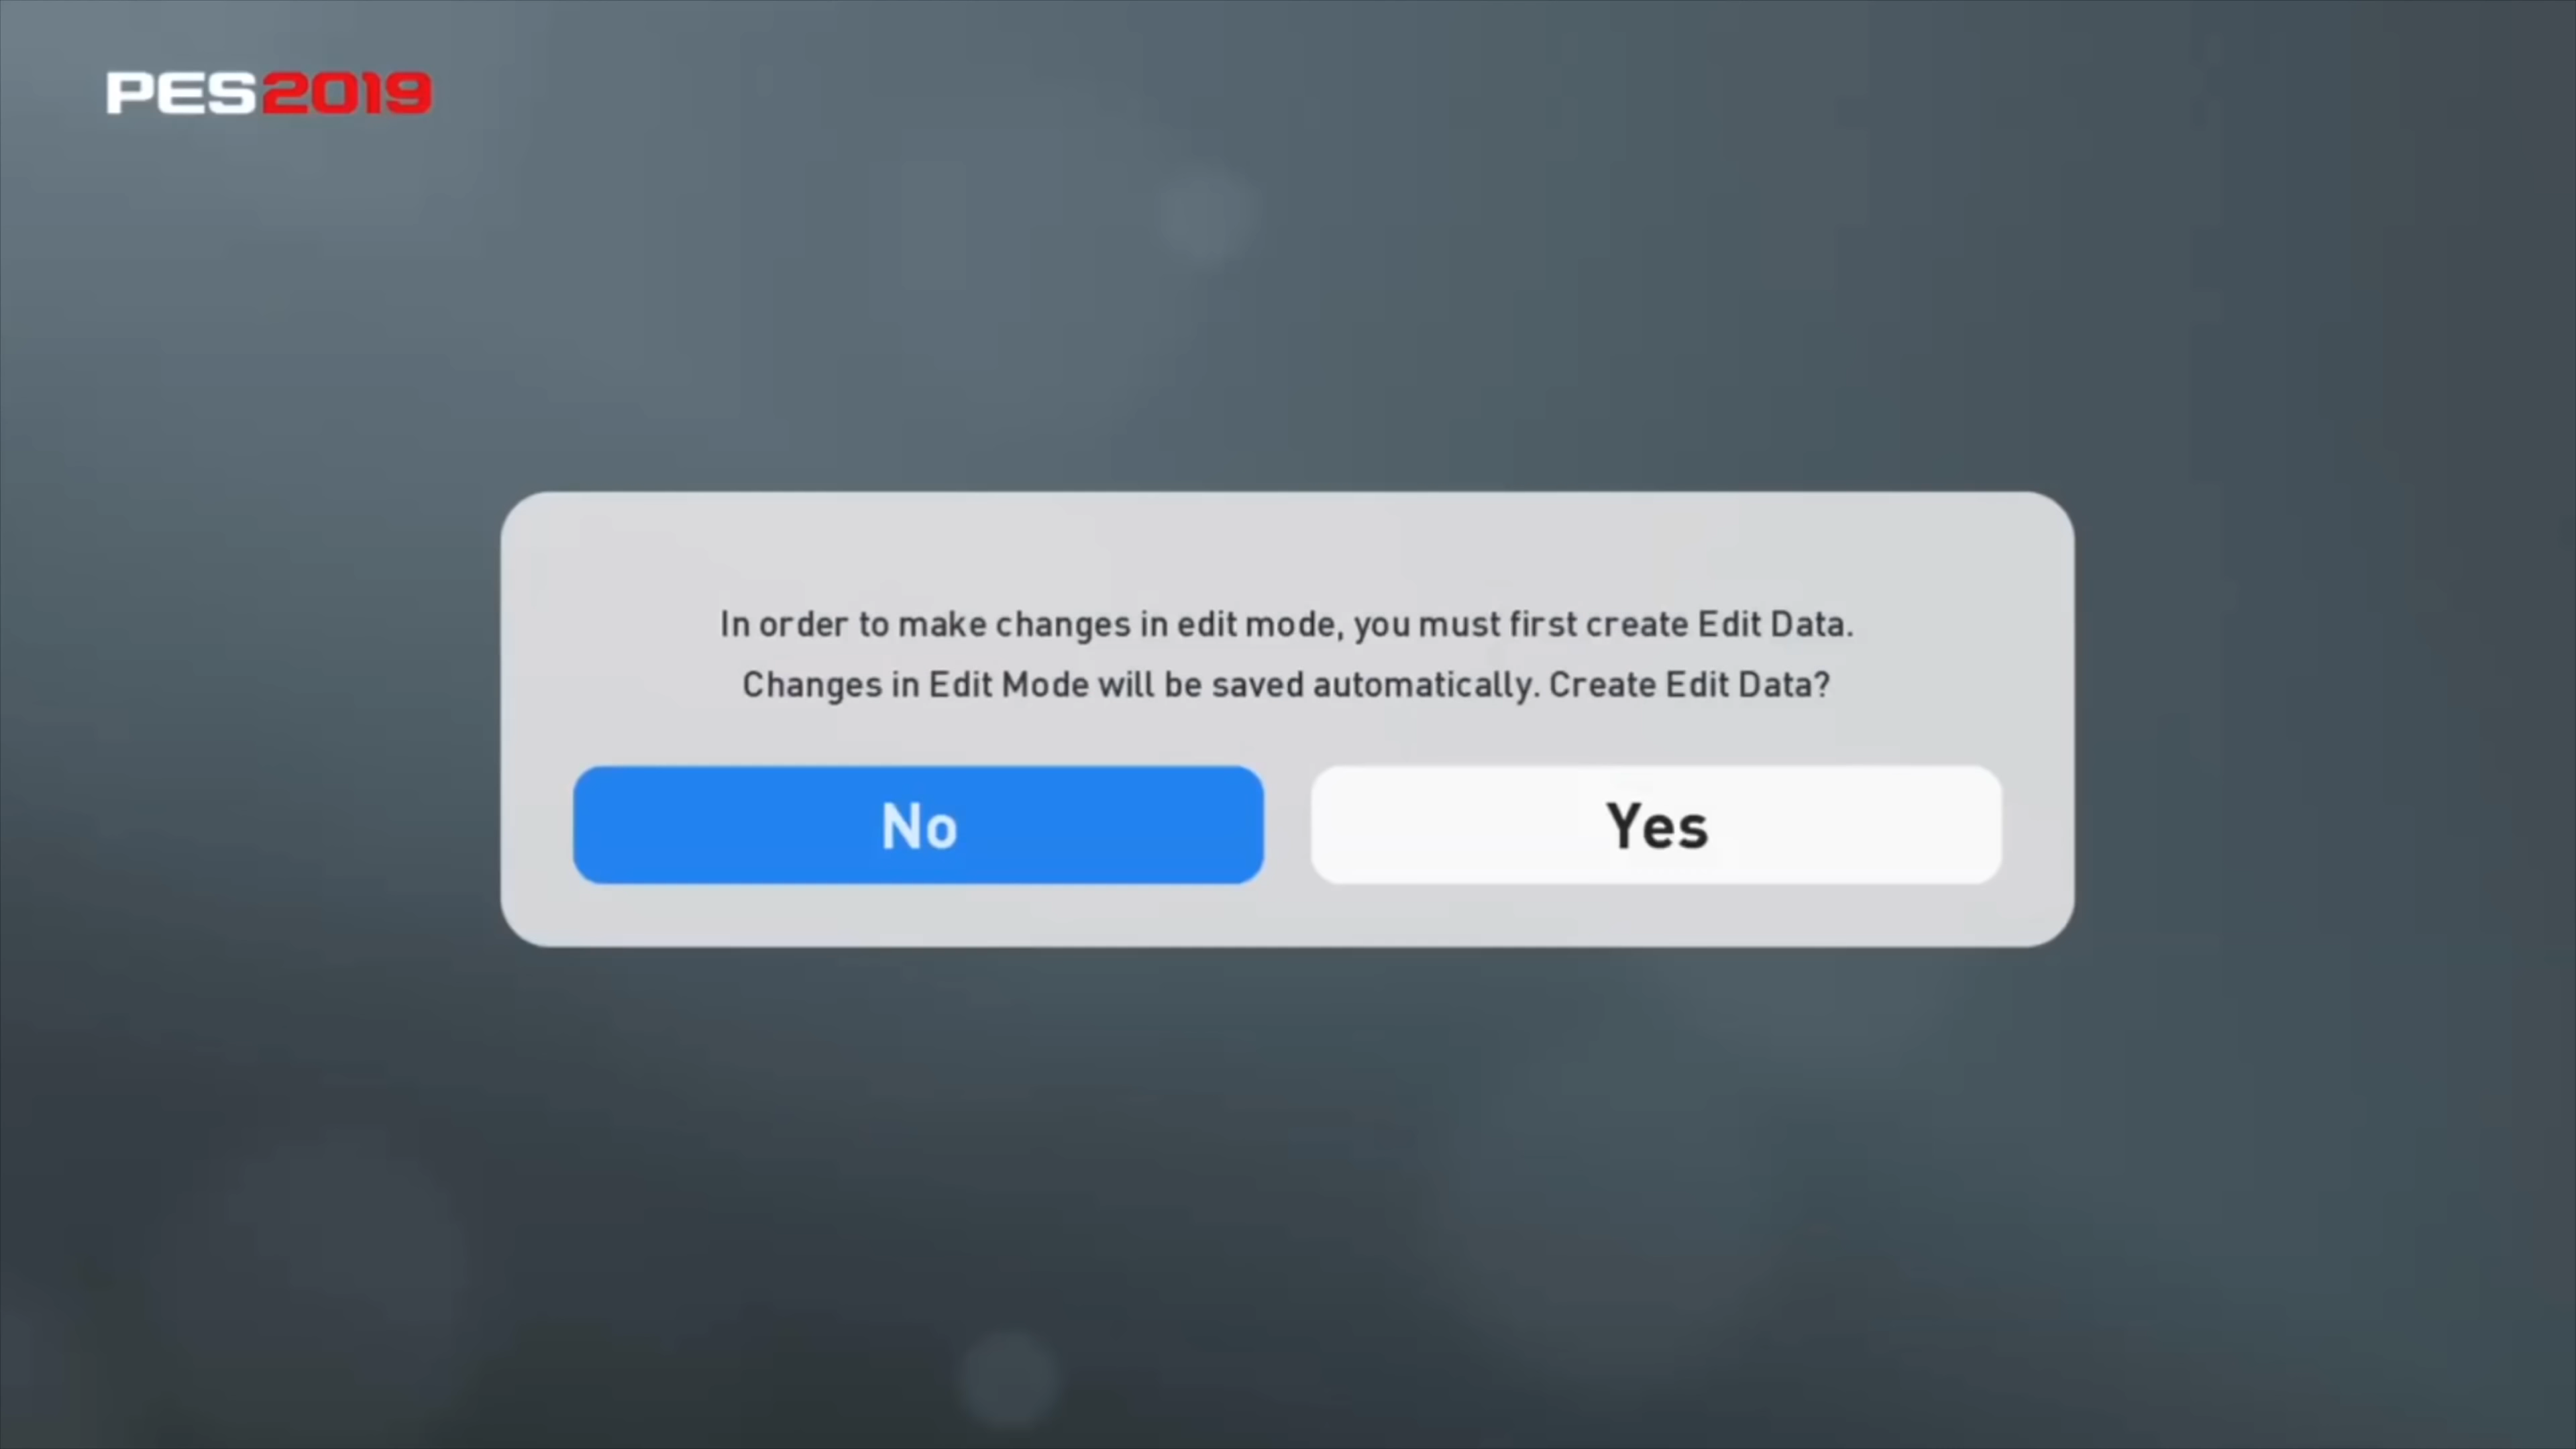 PES2019
In order to make changes in edit mode, you must first create Edit Data.
Changes in Edit Mode will be saved automatically. Create Edit Data?
No
Yes